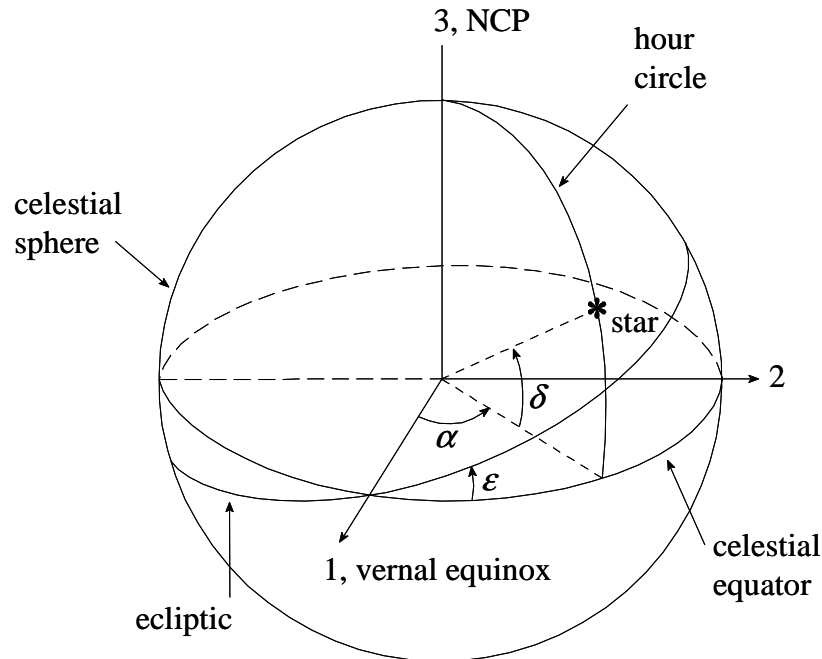 3, NCP
hour
circle
celestial
sphere
star
2
δ
α
ε
1, vernal equinox
celestial
equator
ecliptic